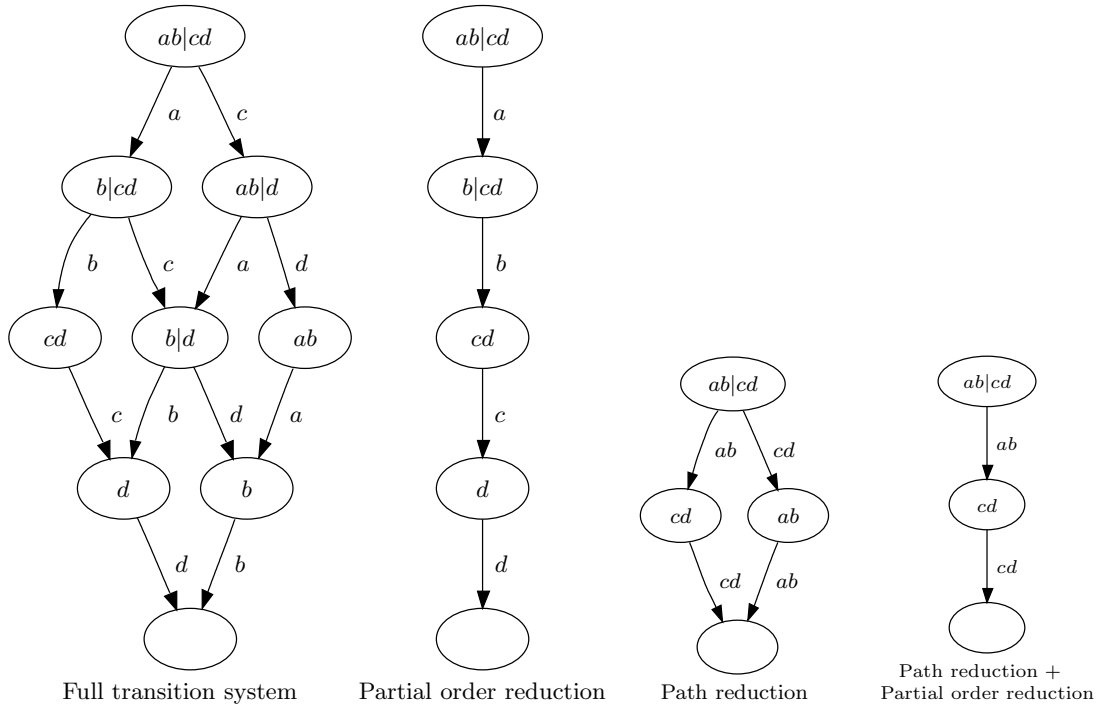 ab|cd
a
c
b|cd
ab|d
b
c
a
d
cd
b|d
ab
c
b
d
a
d
b
d
b
Full transition system
ab|cd
a
b|cd
b
cd
c
d
d
Partial order reduction
ab|cd
ab
cd
cd
ab
cd
ab
Path reduction
ab|cd
ab
cd
cd
Path reduction +
Partial order reduction